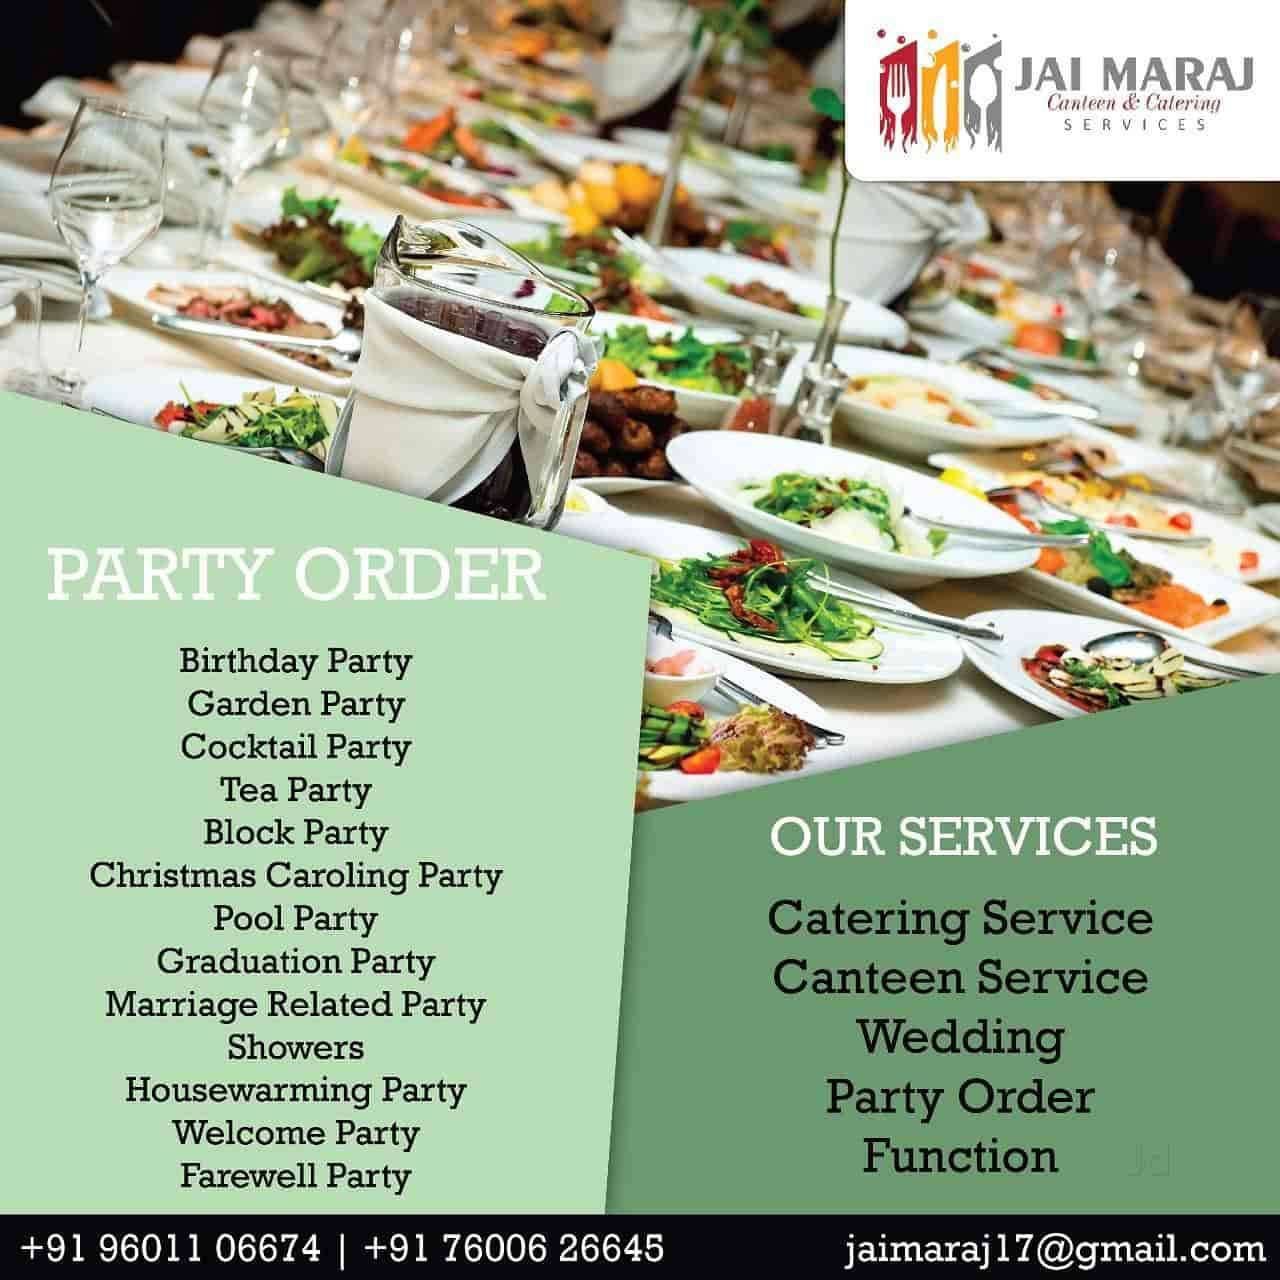 JAI MARAJ
Canteen & Catering
SERVICES
PARTY ORDER
Birthday Party
Garden Party
Cocktail Party
Tea Party
Block Party
Christmas Caroling Party
Pool Party
Graduation Party
Marriage Related Party
Showers
Housewarming Party
Welcome Party
Farewell Party
OUR SERVICES
Catering Service
Canteen Service
Wedding
Party Order
Function
Jd
+91 96011 06674 | +91 76006 26645
jaimaraj17@gmail.com